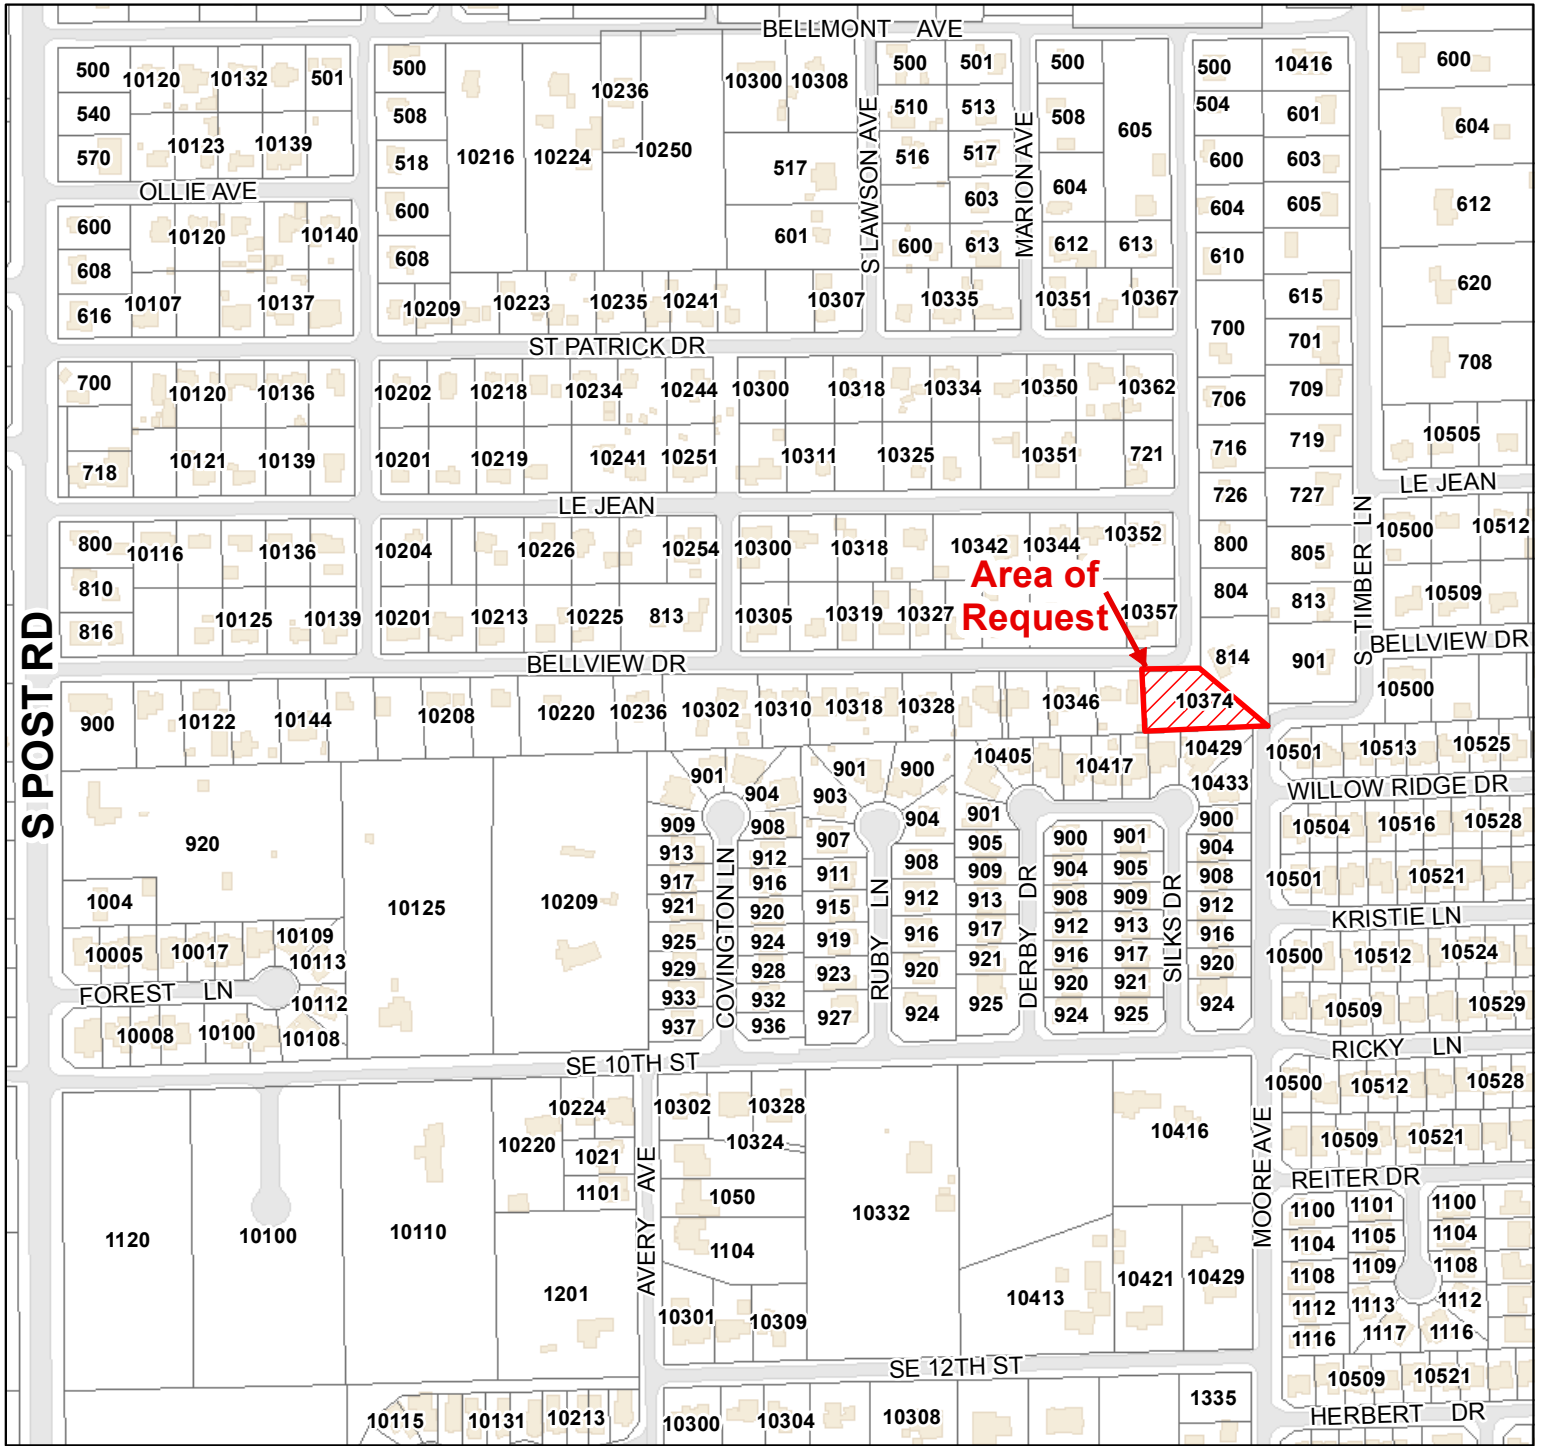 BELLMONT AVE
500 10120 10132 501 500 10236 10300 10308 500 501 500 500 10416 600
540 508 510 513 508 504 601 604
570 10123 10139 518 10216 10224 10250 517 516 517 605 600 603
OLLIE AVE
S LAWSON AVE
MARION AVE
600 10120 10140 600 601 603 604 604 605 612
608 608 600 613 612 613 610
616 10107 10137 10209 10223 10235 10241 10307 10335 10351 10367 615 620
ST PATRICK DR
700 701
700 10120 10136 10202 10218 10234 10244 10300 10318 10334 10350 10362 706 709 708
718 10121 10139 10201 10219 10241 10251 10311 10325 10351 721 716 719 10505
LE JEAN
LE JEAN
726 727
800 10116 10136 10204 10226 10254 10300 10318 10342 10344 10352 800 805 10500 10512
810
Area of
Request
816 10125 10139 10201 10213 10225 813 10305 10319 10327 10357 804 813 10509
S TIMBER LN
S POST RD
BELLVIEW DR
BELLVIEW DR
814 901
900 10122 10144 10208 10220 10236 10302 10310 10318 10328 10346 10374 10500
901 901 900 10405 10417 10429 10501 10513 10525
904 903 10433
WILLOW RIDGE DR
920 909 908 907 904 901 900 901 900 10504 10516 10528
913 912 911 908 905 904 905 904
917 916 909 908 909 908 10501 10521
1004 10125 10209 921 920 915 912 913 912 913 912
KRISTIE LN
COVINGTON LN
RUBY LN
DERBY DR
SILKS DR
10005 10017 10109 925 924 919 916 917 916 917 916 10500 10512 10524
10113 929 928 923 920 921 920 921 920
FOREST LN
10112 933 932 927 924 925 924 925 924 10509 10529
10008 10100 10108 937 936
SE 10TH ST
RICKY LN
10500 10512 10528
10224 10302 10328
10220 1021 10324 10416 10509 10521
AVERY AVE
MOORE AVE
REITER DR
1101 1050
1120 10100 10110 1104 10332 1100 1101 1100
1104 1105 1104
1201 10413 10421 10429 1108 1109 1108
10301 10309 1112 1113 1112
1116 1117 1116
SE 12TH ST
10509 10521
10115 10131 10213 10300 10304 10308 1335
HERBERT DR